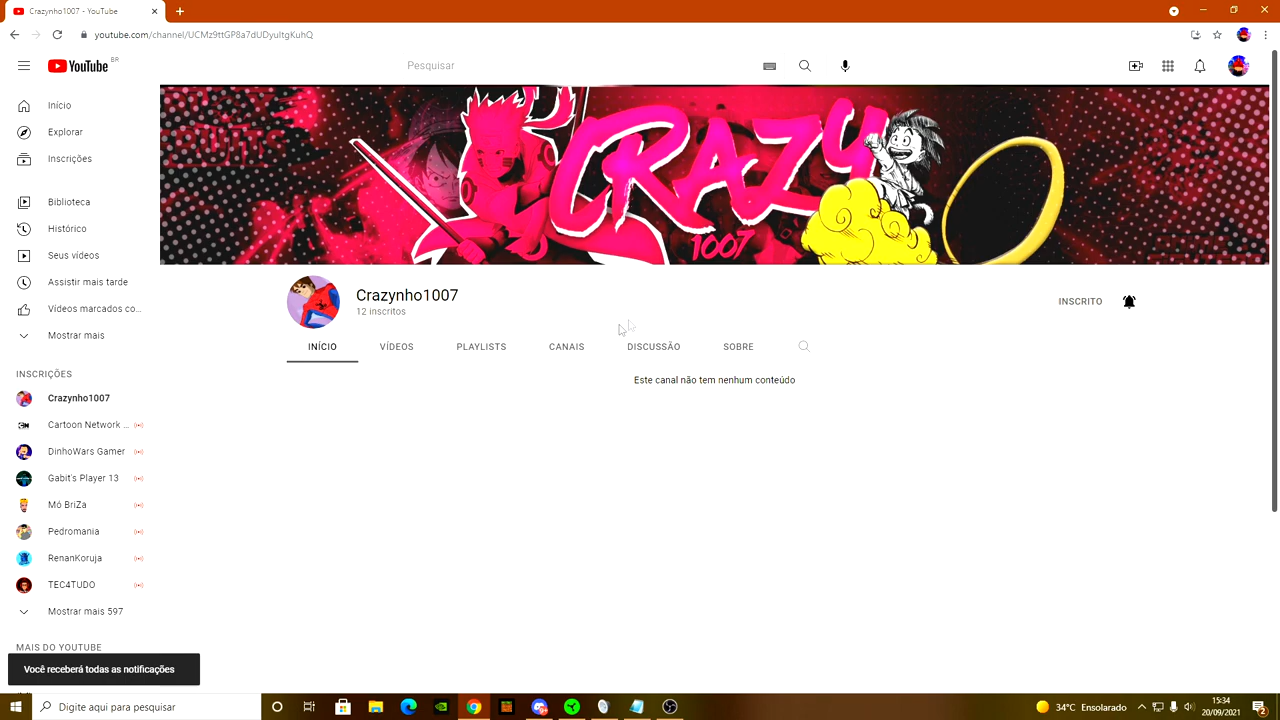 Crazynho1007 - YouTube
youtube.com/channel/UCMz9ttGP8a7dUDyuItgKuhQ
YouTube BR
Pesquisar
Início
Explorar
Inscrições
Biblioteca
Histórico
Seus vídeos
Assistir mais tarde
Vídeos marcados co...
Mostrar mais
INSCRIÇÕES
Crazynho1007
Cartoon Network ...
DinhoWars Gamer
Gabit's Player 13
Mó BriZa
Pedromania
RenanKoruja
TEC4TUDO
Mostrar mais 597
MAIS DO YOUTUBE
Você receberá todas as notificações
CRAZY
1007
Crazynho1007
12 inscritos
INSCRITO
INÍCIO VÍDEOS PLAYLISTS CANAIS DISCUSSÃO SOBRE
Este canal não tem nenhum conteúdo
Digite aqui para pesquisar
34°C Ensolarado
15:34
20/09/2021
2